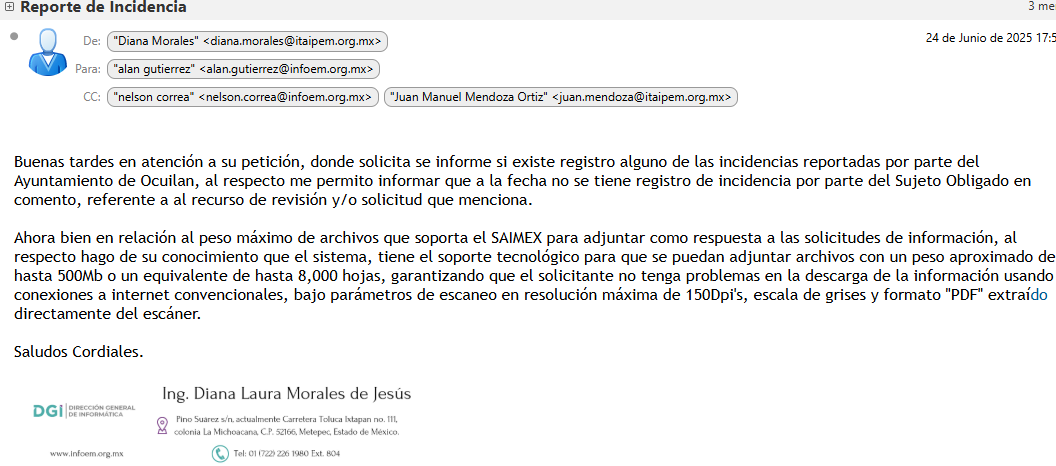 Reporte de Incidencia
3 me
De: "Diana Morales" <diana.morales@itaipem.org.mx>
24 de Junio de 2025 17:5
Para: "alan gutierrez" <alan.gutierrez@infoem.org.mx>
CC: "nelson correa" <nelson.correa@infoem.org.mx> "Juan Manuel Mendoza Ortiz" <juan.mendoza@itaipem.org.mx>
Buenas tardes en atención a su petición, donde solicita se informe si existe registro alguno de las incidencias reportadas por parte del
Ayuntamiento de Ocuilan, al respecto me permito informar que a la fecha no se tiene registro de incidencia por parte del Sujeto Obligado en
comento, referente a al recurso de revisión y/o solicitud que menciona.
Ahora bien en relación al peso máximo de archivos que soporta el SAIMEX para adjuntar como respuesta a las solicitudes de información, al
respecto hago de su conocimiento que el sistema, tiene el soporte tecnológico para que se puedan adjuntar archivos con un peso aproximado de
hasta 500Mb o un equivalente de hasta 8,000 hojas, garantizando que el solicitante no tenga problemas en la descarga de la información usando
conexiones a internet convencionales, bajo parámetros de escaneo en resolución máxima de 150Dpi's, escala de grises y formato "PDF" extraído
directamente del escáner.
Saludos Cordiales.
Ing. Diana Laura Morales de Jesús
DGi DIRECCIÓN GENERAL
DE INFORMÁTICA
Pino Suárez s/n, actualmente Carretera Toluca Ixtapan no. 111,
colonia La Michoacana, C.P. 52166, Metepec, Estado de México.
www.infoem.org.mx
Tel: 01 (722) 226 1980 Ext. 804